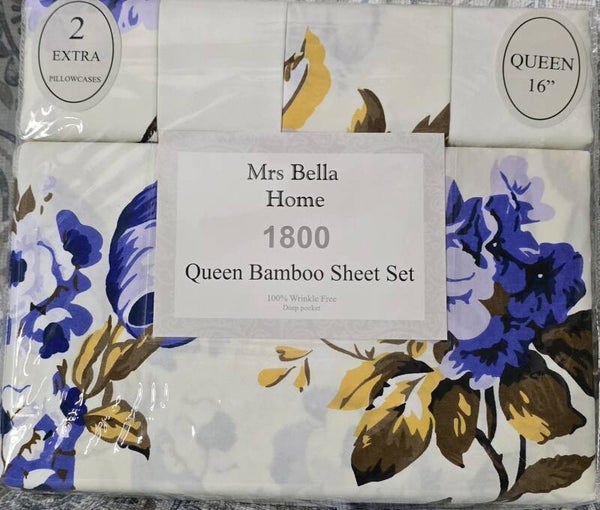 2
EXTRA
PILLOWCASES
QUEEN
16”
Mrs Bella
Home
1800
Queen Bamboo Sheet Set
100% Wrinkle Free
Deep pocket